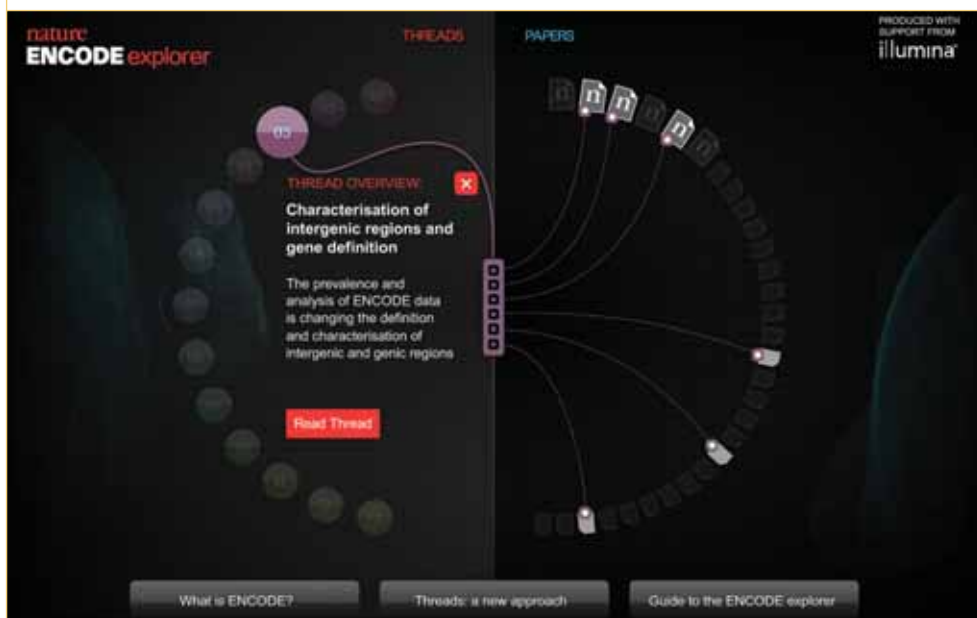 nature
ENCODE explorer
THREADS
PAPERS
PRODUCED WITH
SUPPORT FROM
illumina
03
n
n
n
THREAD OVERVIEW:
Characterisation of
intergenic regions and
gene definition
The prevalence and
analysis of ENCODE data
is changing the definition
and characterisation of
intergenic and genic regions
Read Thread
What is ENCODE?
Threads: a new approach
Guide to the ENCODE explorer